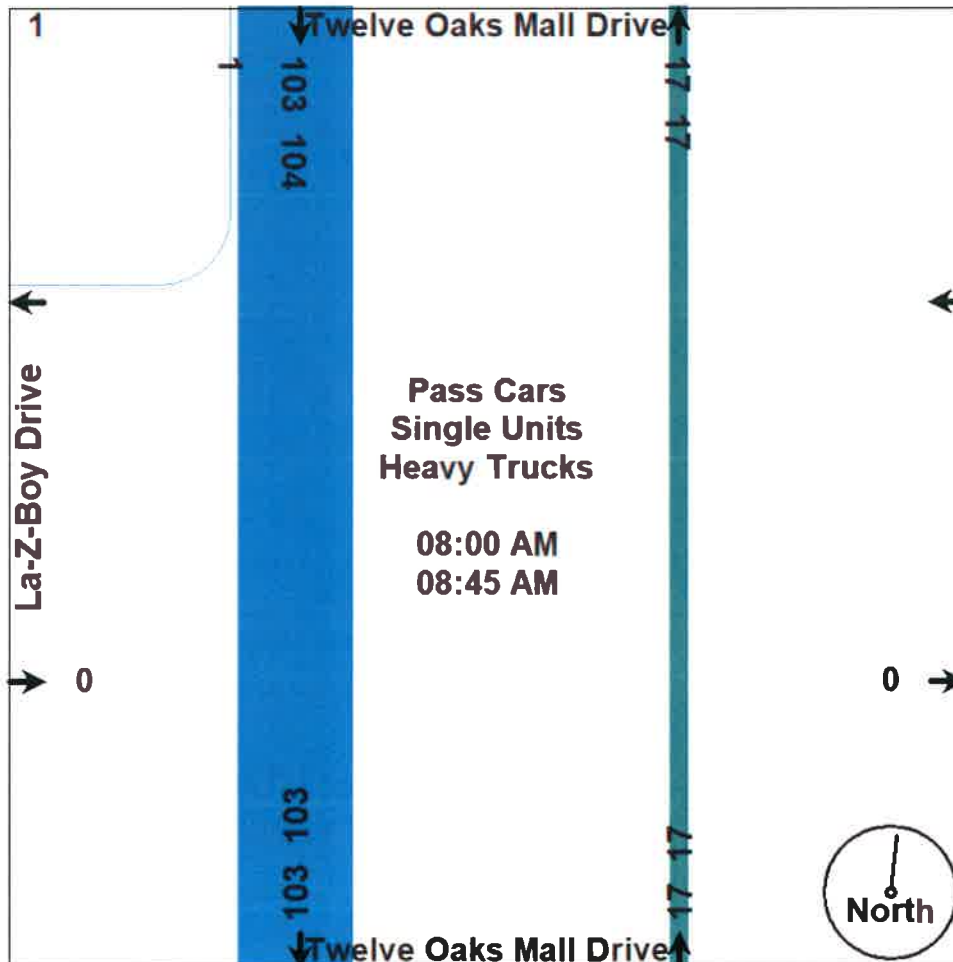 1
Twelve Oaks Mall Drive
1
103 104
17 17
La-Z-Boy Drive
Pass Cars
Single Units
Heavy Trucks
08:00 AM
08:45 AM
0
0
103 103
17 17
North
Twelve Oaks Mall Drive